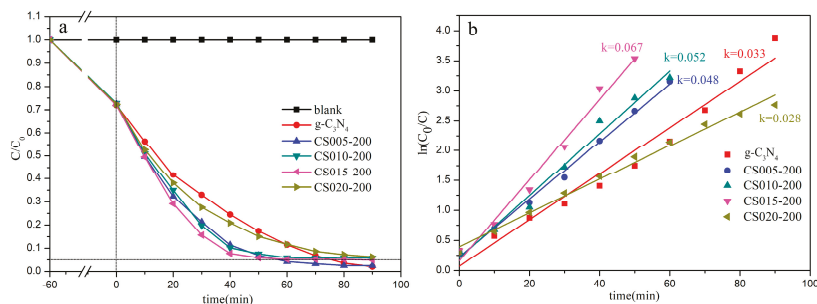 a
C/C0
1.0
0.9
0.8
0.7
0.6
0.5
0.4
0.3
0.2
0.1
0.0
-60
0
20
40
60
80
100
time(min)
blank
g-C3N4
CS005-200
CS010-200
CS015-200
CS020-200
b
ln(C0/C)
4.5
4.0
3.5
3.0
2.5
2.0
1.5
1.0
0.5
0.0
0
20
40
60
80
100
time(min)
k=0.067
k=0.052
k=0.048
k=0.033
k=0.028
g-C3N4
CS005-200
CS010-200
CS015-200
CS020-200